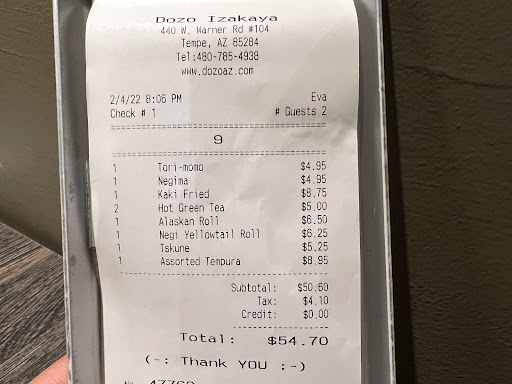 Dozo Izakaya
440 W. Warner Rd #104
Tempe, AZ 85284
Tel:480-785-4938
www.dozoaz.com
2/4/22 8:06 PM Eva
Check # 1 # Guests 2
9
1 Tori-momo $4.95
1 Negima $4.95
1 Kaki Fried $8.75
2 Hot Green Tea $5.00
1 Alaskan Roll $6.50
1 Negi Yellowtail Roll $6.25
1 Tskune $5.25
1 Assorted Tempura $8.95
Subtotal: $50.60
Tax: $4.10
Credit: $0.00
Total: $54.70
(-: Thank YOU :-)